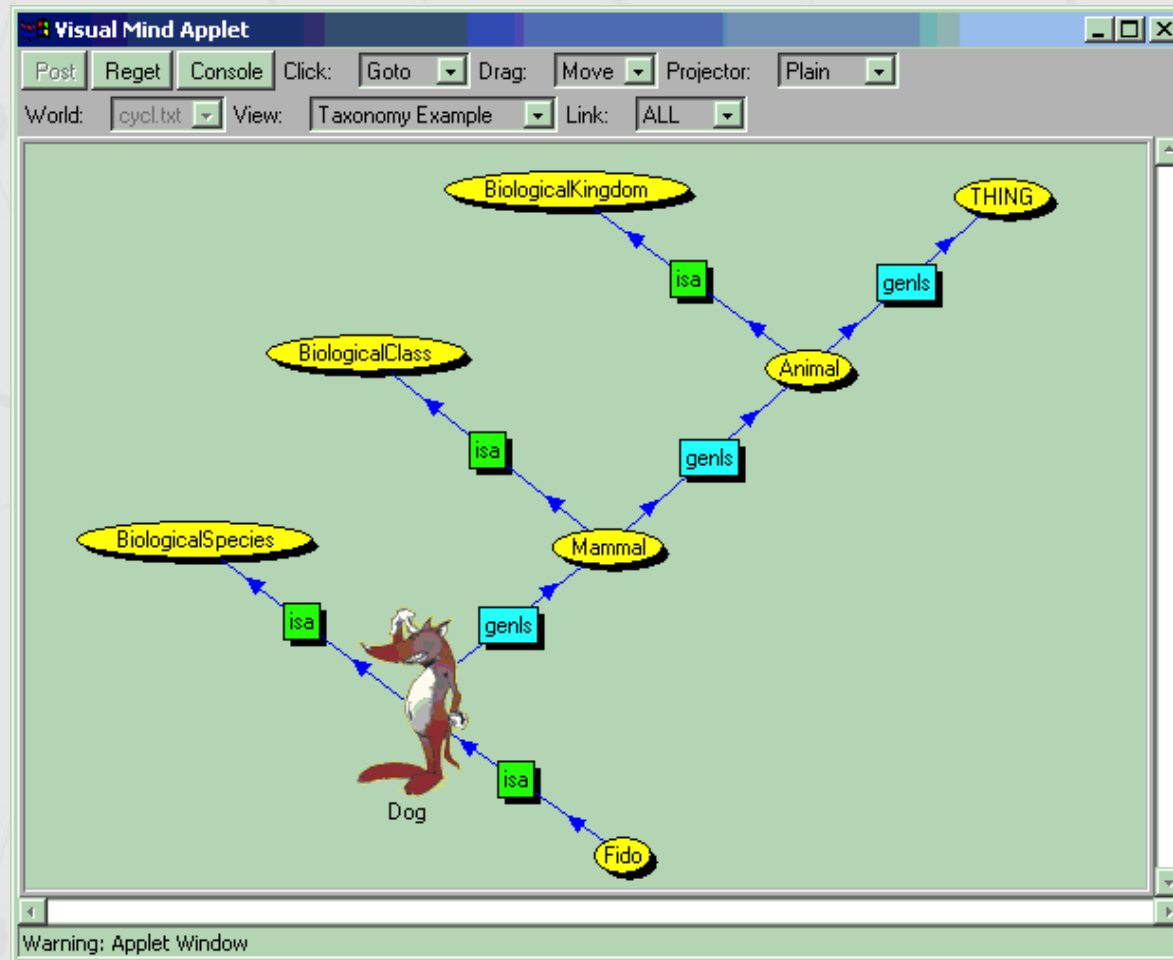 Visual Mind Applet
Post Reget Console Click: Goto Drag: Move Projector: Plain
World: cycl.txt View: Taxonomy Example Link: ALL
BiologicalKingdom
THING
isa
genls
BiologicalClass
Animal
isa
genls
BiologicalSpecies
Mammal
isa
genls
isa
Dog
Fido
Warning: Applet Window